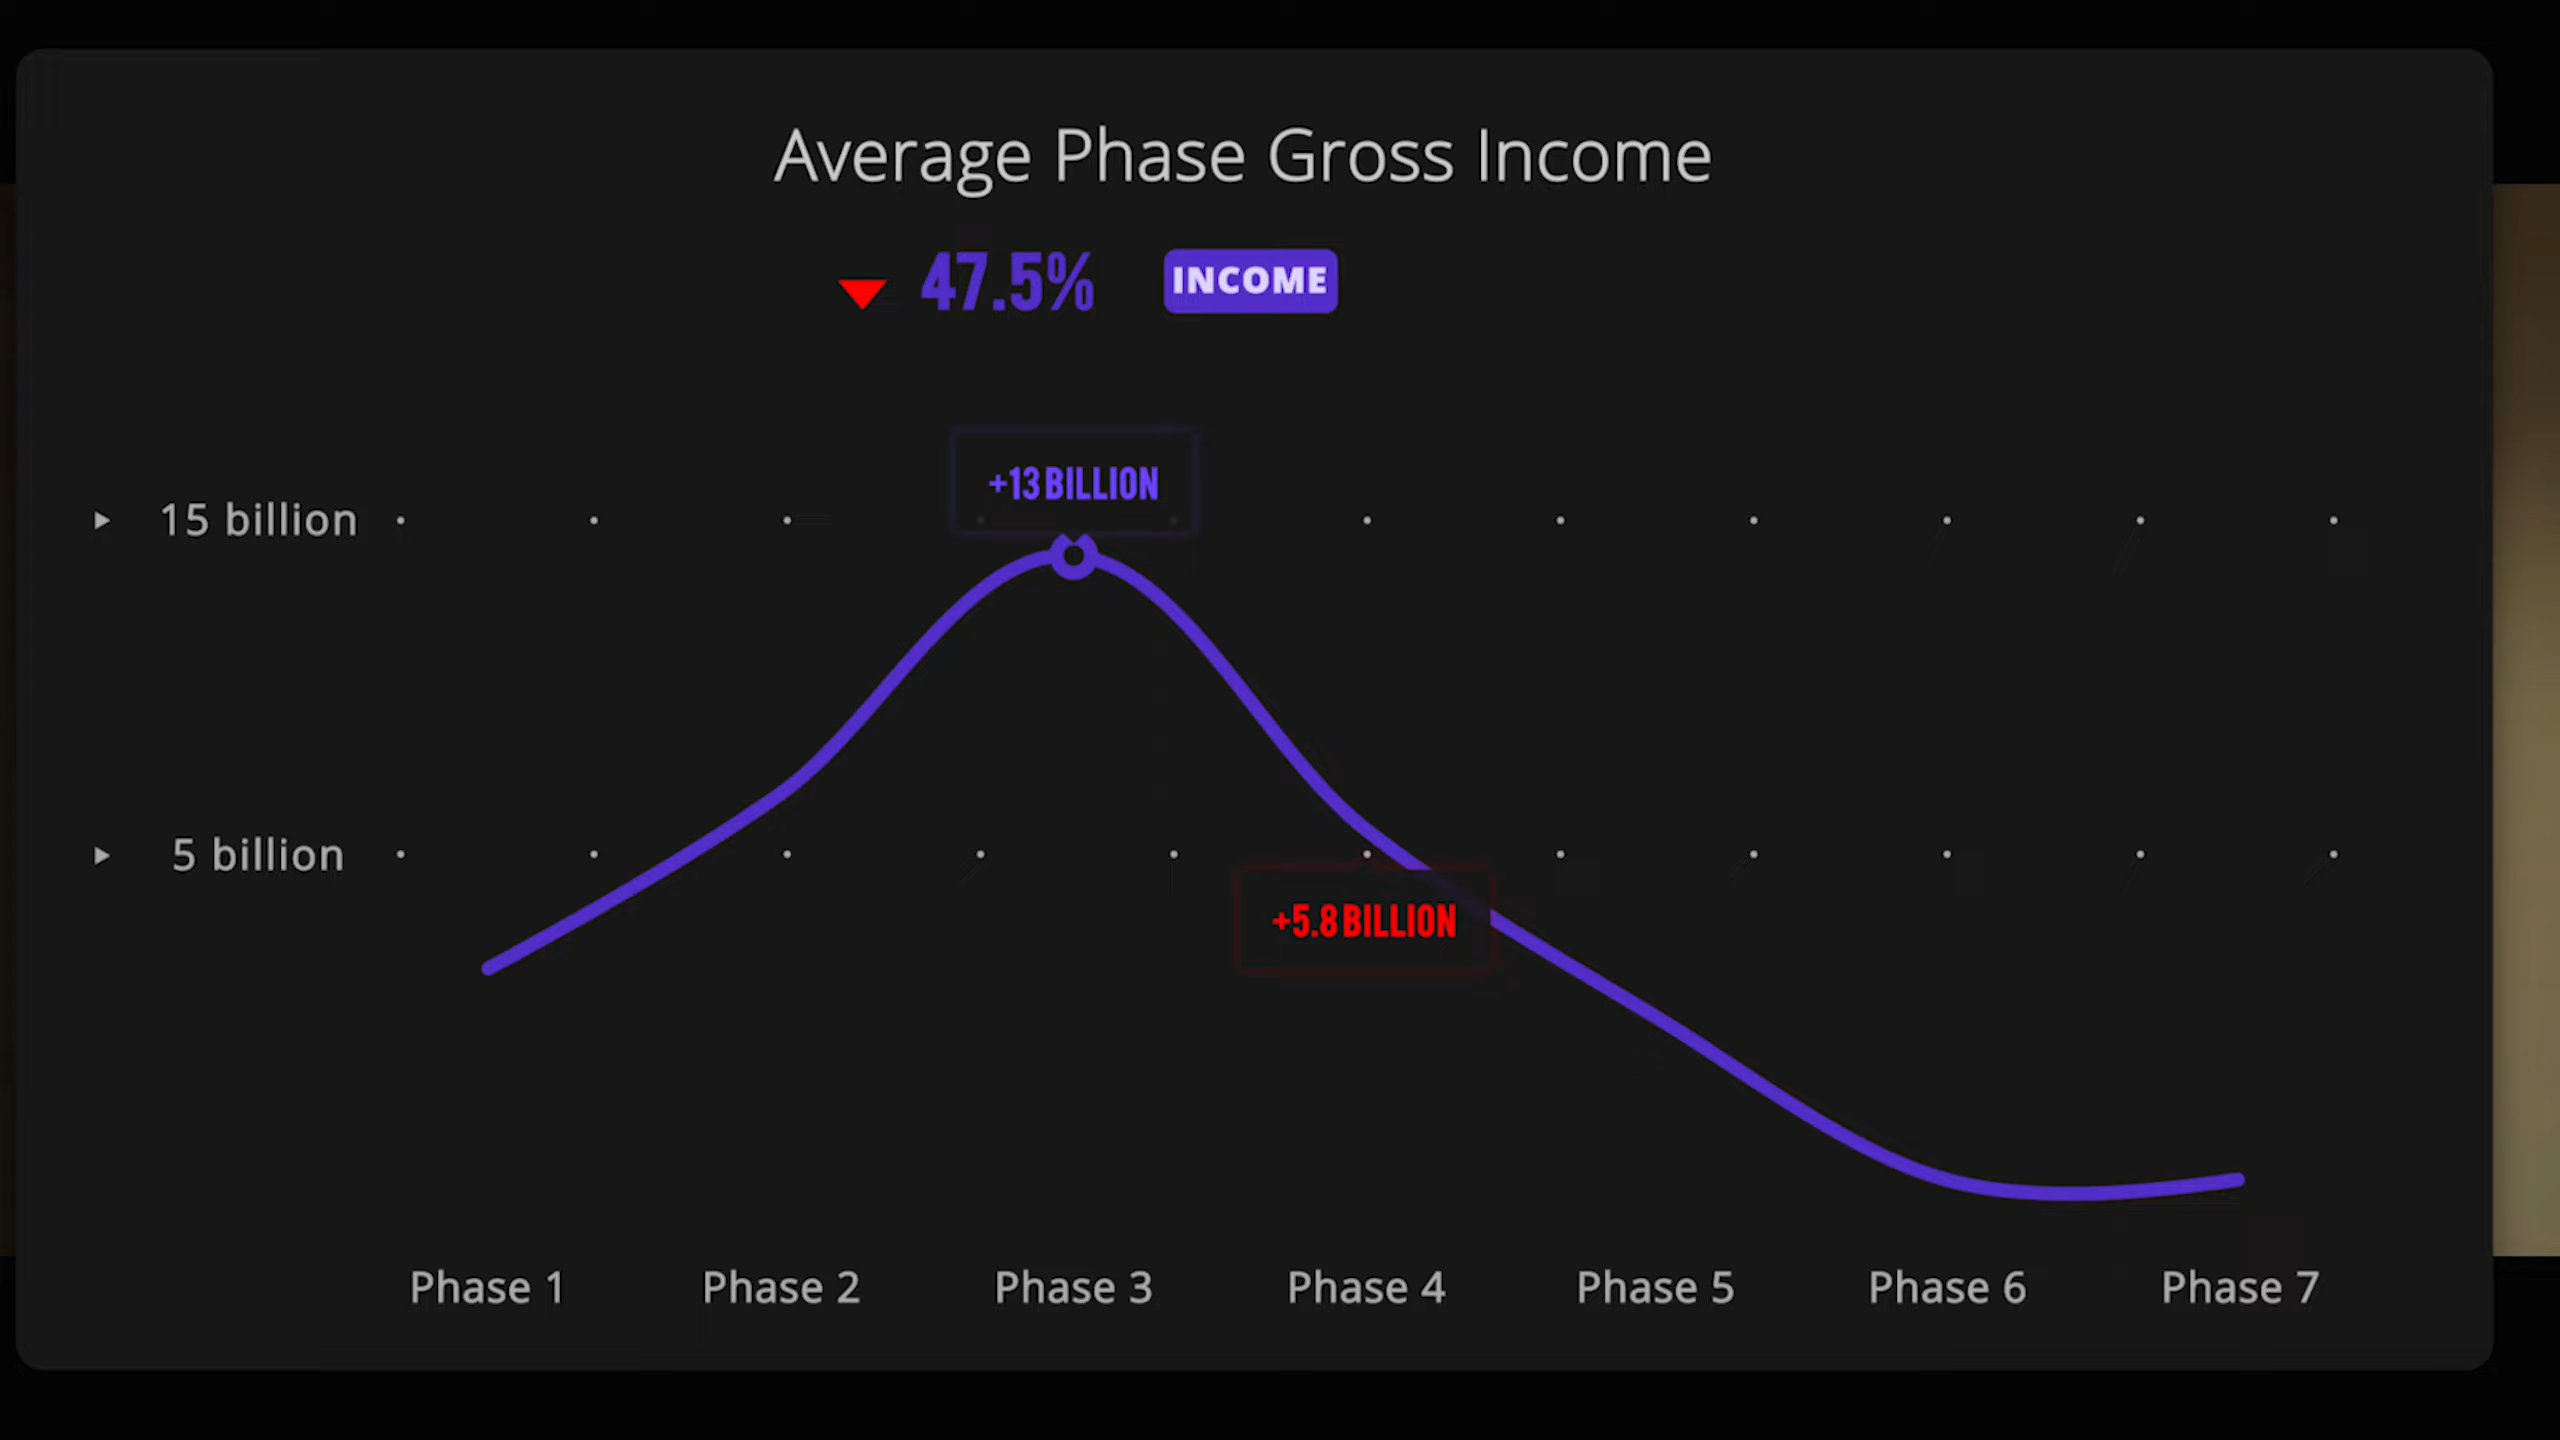 Average Phase Gross Income
47.5% INCOME
+13 BILLION
15 billion
5 billion
+5.8 BILLION
Phase 1 Phase 2 Phase 3 Phase 4 Phase 5 Phase 6 Phase 7